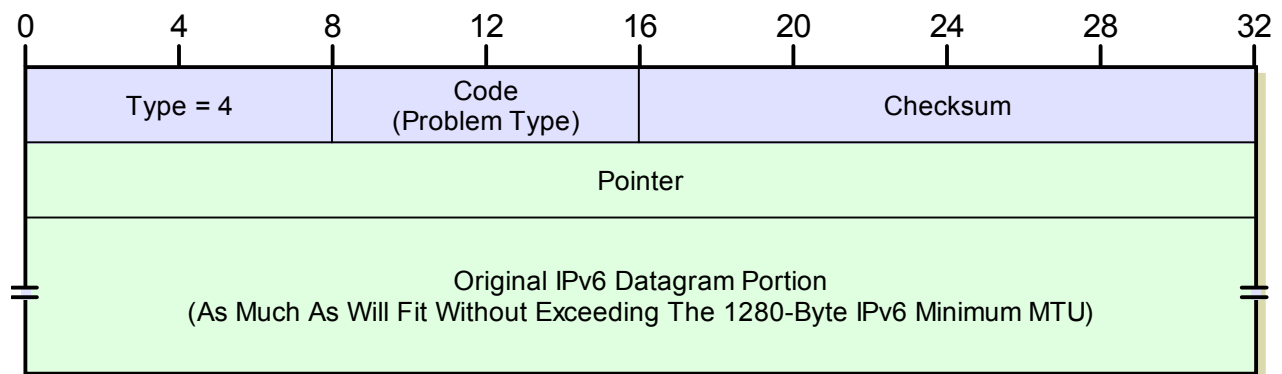 0 4 8 12 16 20 24 28 32
Type = 4
Code
(Problem Type)
Checksum
Pointer
Original IPv6 Datagram Portion
(As Much As Will Fit Without Exceeding The 1280-Byte IPv6 Minimum MTU)